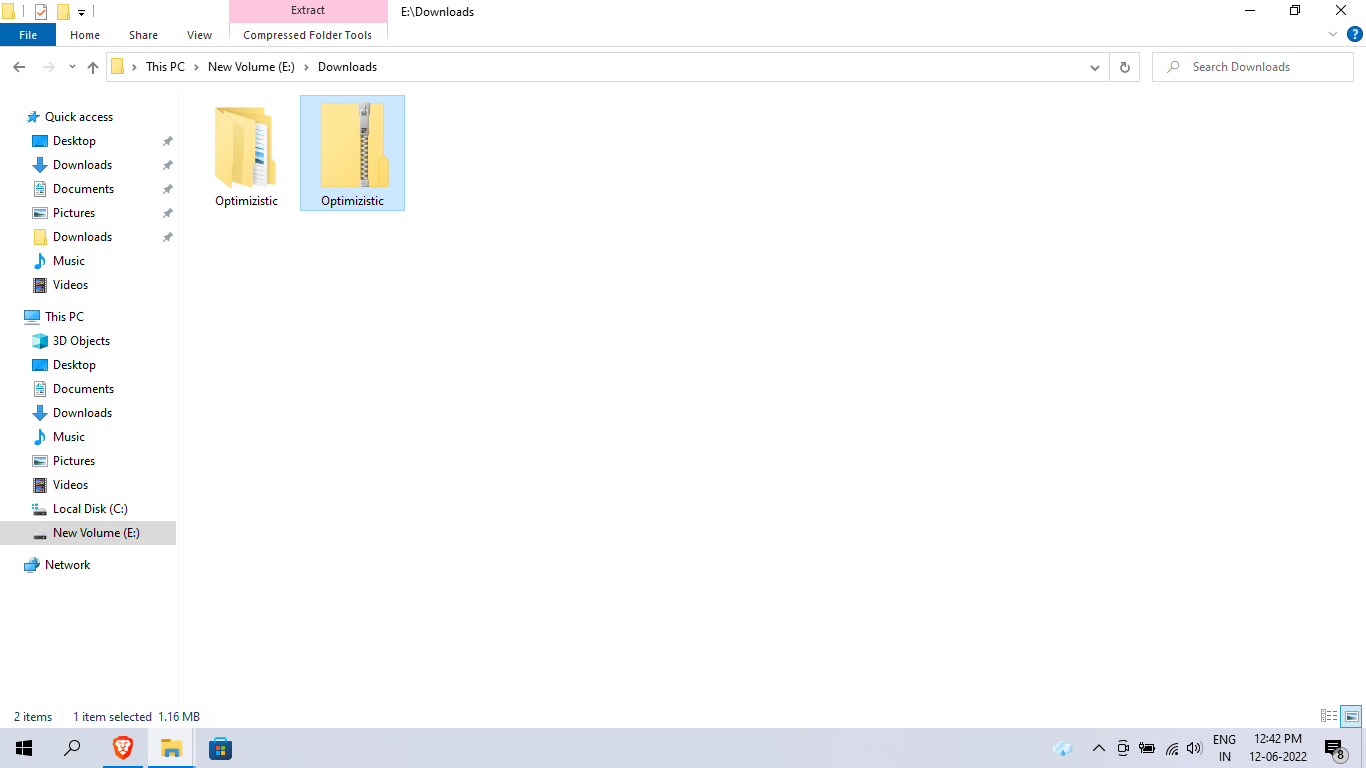 Extract
E:\Downloads
File Home Share View Compressed Folder Tools
This PC New Volume (E:) Downloads
Search Downloads
Quick access
Desktop
Downloads
Documents
Pictures
Downloads
Music
Videos
This PC
3D Objects
Desktop
Documents
Downloads
Music
Pictures
Videos
Local Disk (C:)
New Volume (E:)
Network
Optimizistic
Optimizistic
2 items 1 item selected 1.16 MB
ENG
IN
12:42 PM
12-06-2022
8